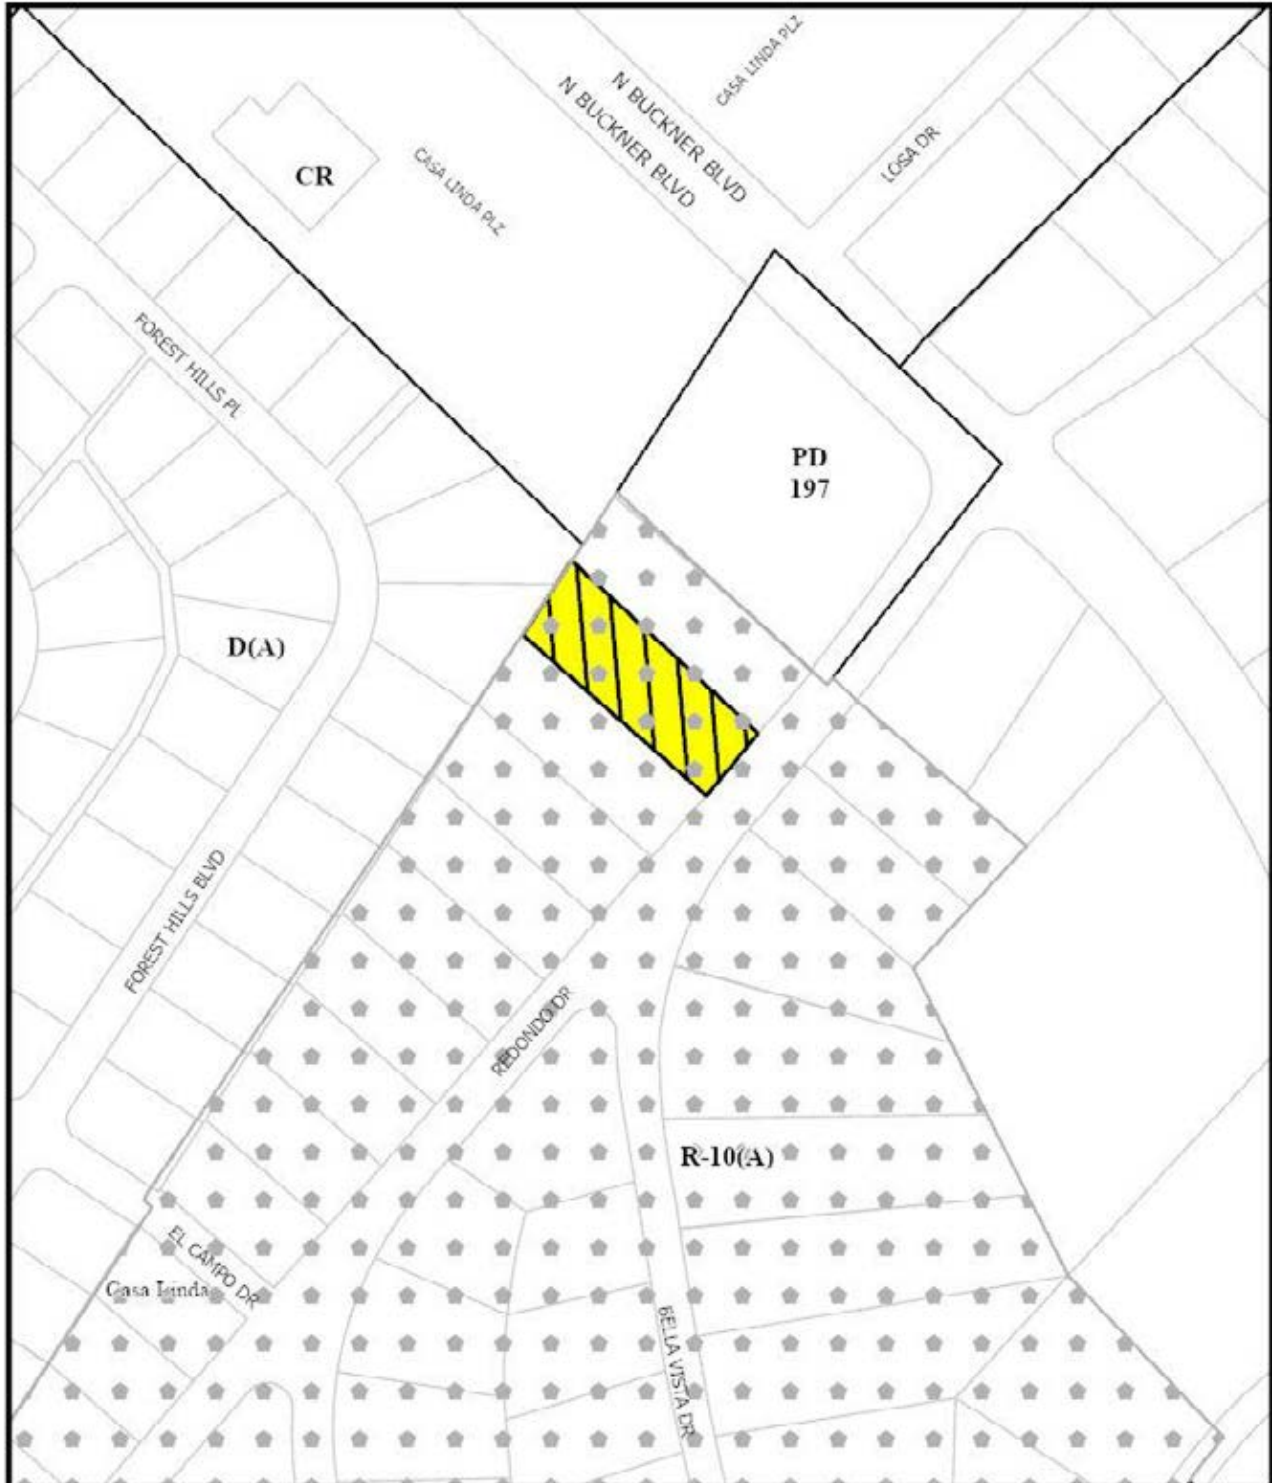 CASA LINDA PLZ
N BUCKNER BLVD
N BUCKNER BLVD
LOSA DR
CR
CASA LINDA PLZ
FOREST HILLS PL
PD
197
D(A)
FOREST HILLS BLVD
REDONDO DR
R-10(A)
EL CAMPO DR
Casa Linda
BELLA VISTA DR